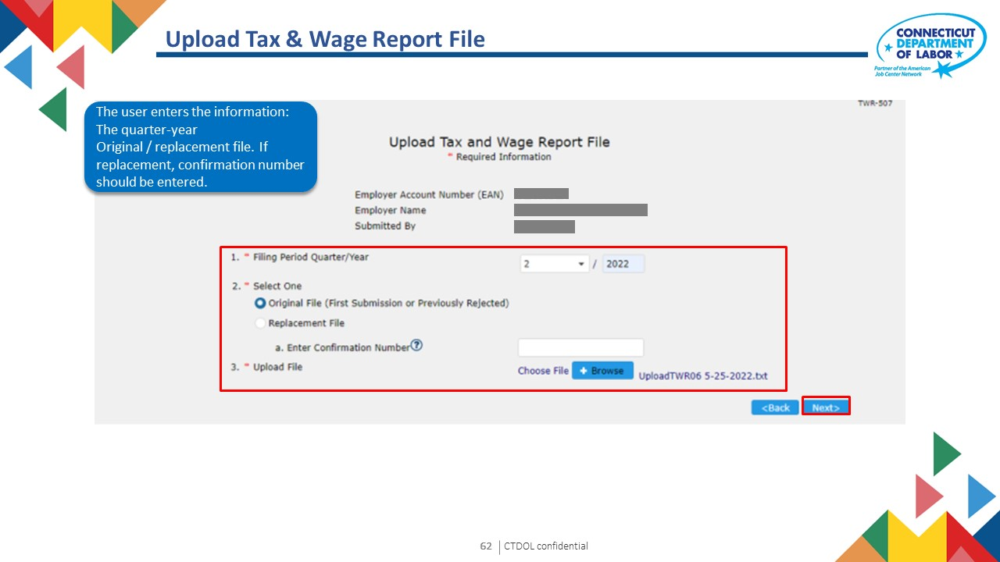 Upload Tax & Wage Report File
CONNECTICUT
DEPARTMENT
OF LABOR
Partner of the American
Job Center Network
The user enters the information:
The quarter-year
Original / replacement file. If
replacement, confirmation number
should be entered.
TWR-507
Upload Tax and Wage Report File
* Required Information
Employer Account Number (EAN)
Employer Name
Submitted By
1. * Filing Period Quarter/Year 2 / 2022
2. * Select One
Original File (First Submission or Previously Rejected)
Replacement File
a. Enter Confirmation Number ?
3. * Upload File Choose File + Browse UploadTWR06 5-25-2022.txt
<Back Next>
62 CTDOL confidential